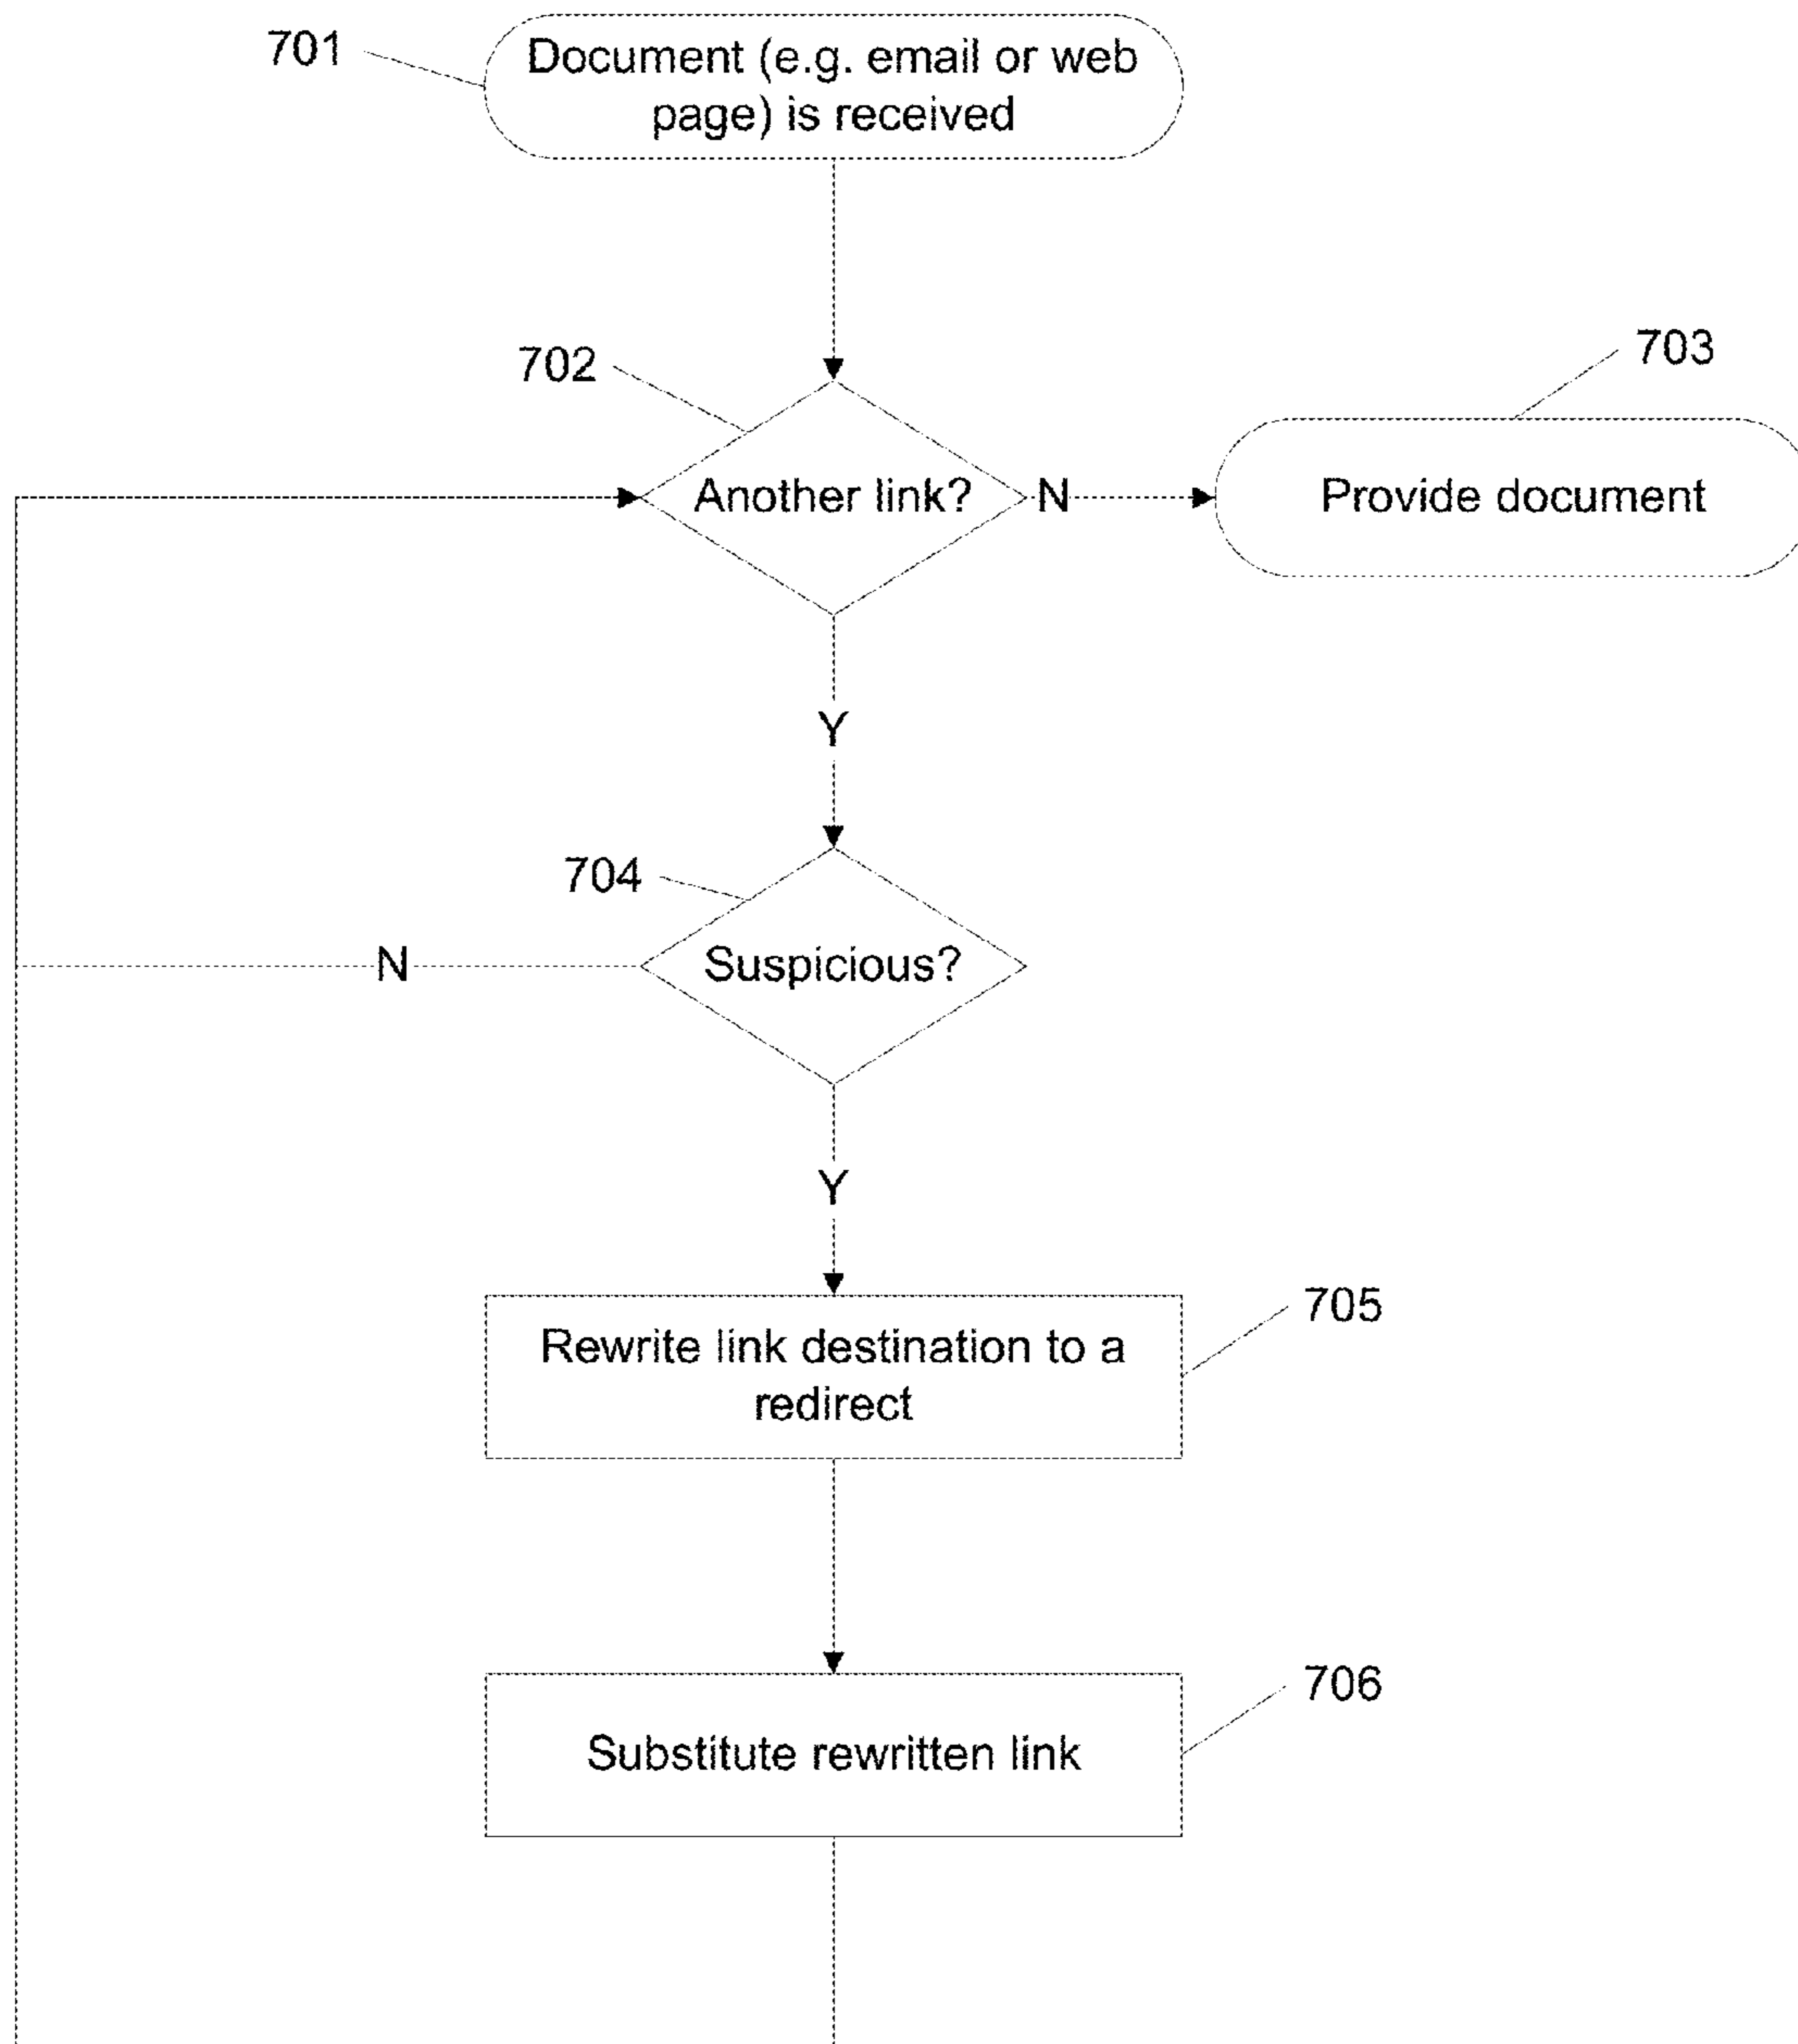 701
Document (e.g. email or web
page) is received
702
703
Another link?
N
Provide document
Y
704
Suspicious?
N
Y
705
Rewrite link destination to a
redirect
706
Substitute rewritten link